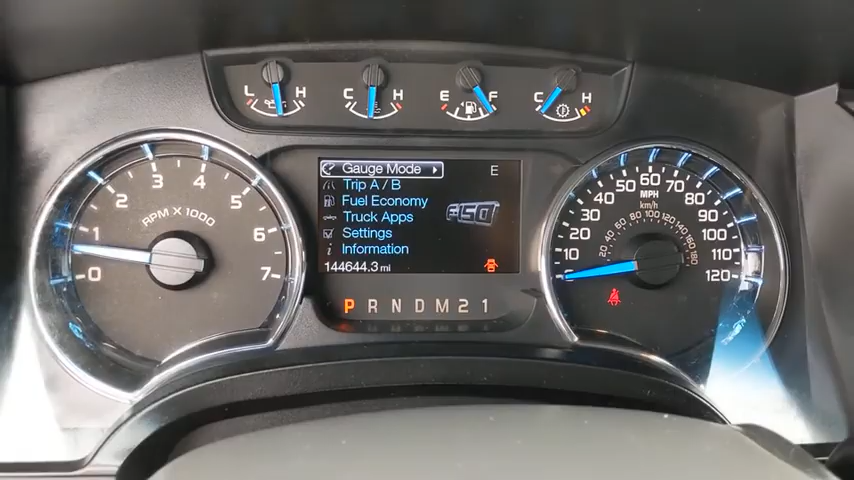 L H C H E F C H
Gauge Mode
E
Trip A / B
Fuel Economy
Truck Apps
Settings
i Information
144644.3 mi
F150
P R N D M 2 1
0 1 2 3 4 5 6 7
RPM X 1000
20 30 40 50 60 70 80 90 100 110 120
MPH
km/h
20 40 60 80 100 120 140 160 180